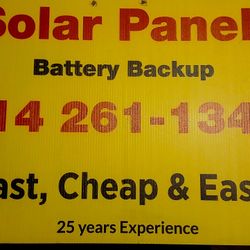 Solar Panel
Battery Backup
14 261-134
ast, Cheap & Eas
25 years Experience